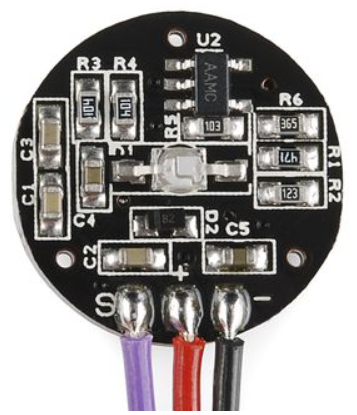 U2
R3 R4
AAMC
R6
104
104
R5
103
365
C3
R1
471
C1
R2
123
C4
B2
D2
C2
C5
S + -